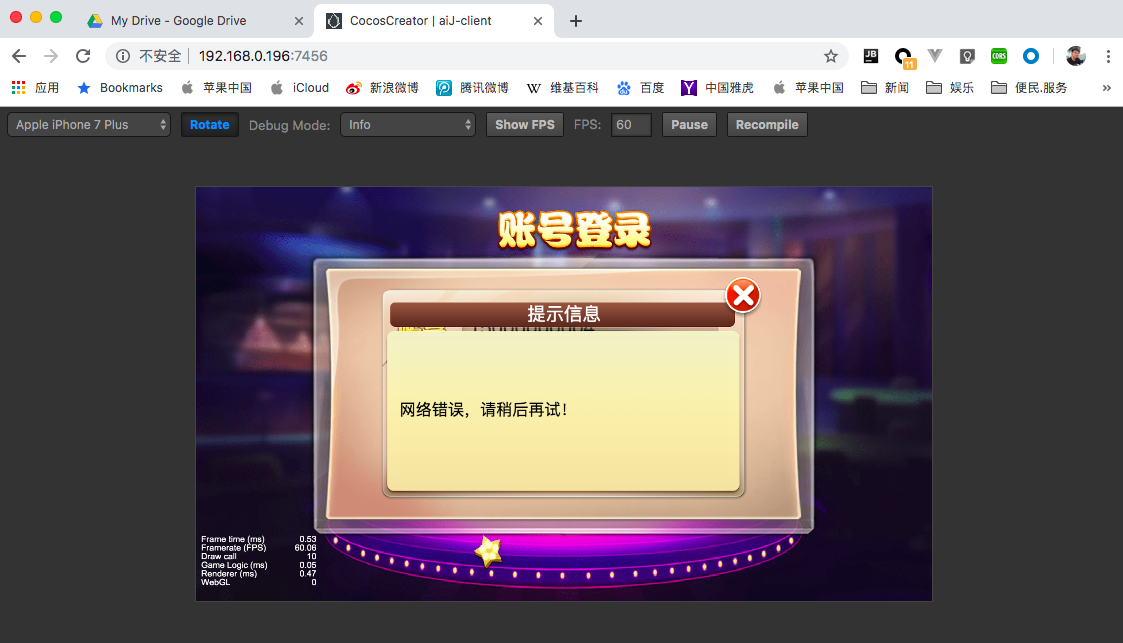 My Drive - Google Drive
CocosCreator | aiJ-client
不安全
192.168.0.196:7456
JB
11
CORS
应用
Bookmarks
苹果中国
iCloud
新浪微博
腾讯微博
W 维基百科
百度
Y 中国雅虎
苹果中国
新闻
娱乐
便民.服务
Apple iPhone 7 Plus
Rotate
Debug Mode:
Info
Show FPS
FPS:
60
Pause
Recompile
账号登录
提示信息
网络错误，请稍后再试！
Frame time (ms) 0.53
Framerate (FPS) 60.06
Draw call 10
Game Logic (ms) 0.05
Renderer (ms) 0.47
WebGL 0